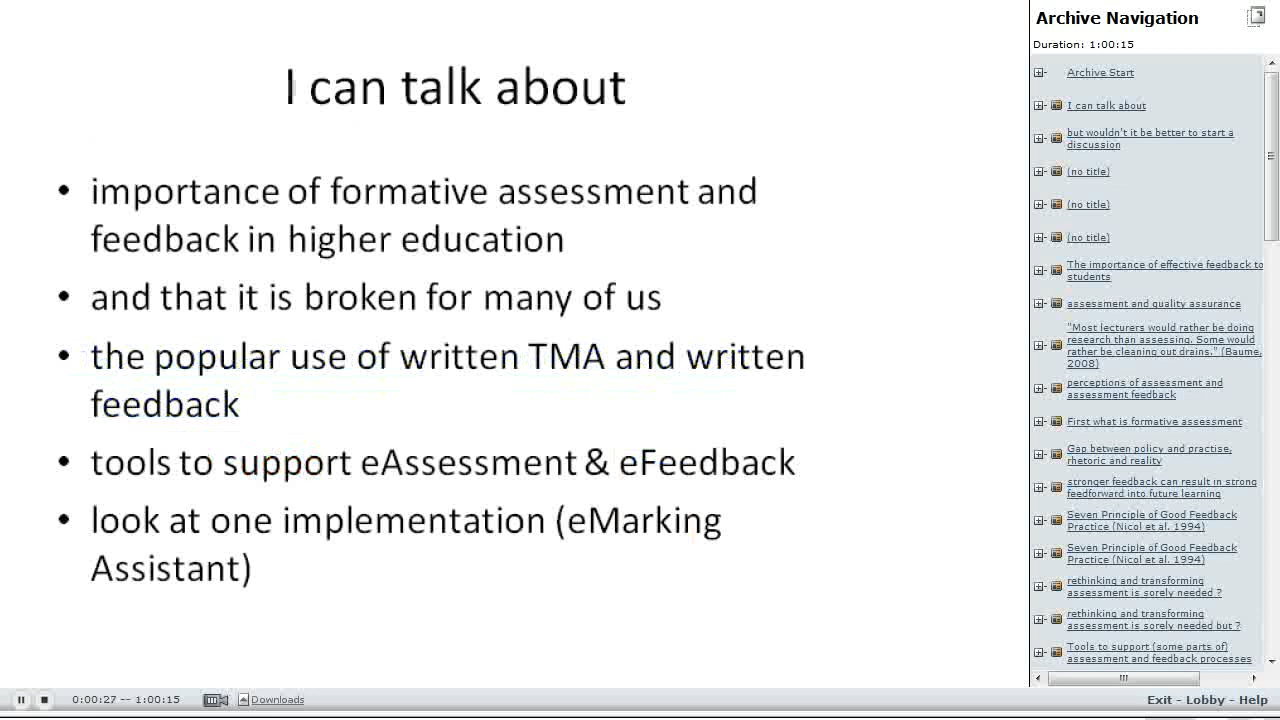 I can talk about
• importance of formative assessment and
feedback in higher education
• and that it is broken for many of us
• the popular use of written TMA and written
feedback
• tools to support eAssessment & eFeedback
• look at one implementation (eMarking
Assistant)
Archive Navigation
Duration: 1:00:15
Archive Start
I can talk about
but wouldn't it be better to start a
discussion
(no title)
(no title)
(no title)
The importance of effective feedback to
students
assessment and quality assurance
"Most lecturers would rather be doing
research than assessing. Some would
rather be cleaning out drains." (Baume,
2008)
perceptions of assessment and
assessment feedback
First what is formative assessment
Gap between policy and practise,
rhetoric and reality
stronger feedback can result in strong
feedforward into future learning
Seven Principle of Good Feedback
Practice (Nicol et al. 1994)
Seven Principle of Good Feedback
Practice (Nicol et al. 1994)
rethinking and transforming
assessment is sorely needed ?
rethinking and transforming
assessment is sorely needed but ?
Tools to support (some parts of)
assessment and feedback processes
0:00:27 -- 1:00:15
Downloads
Exit - Lobby - Help